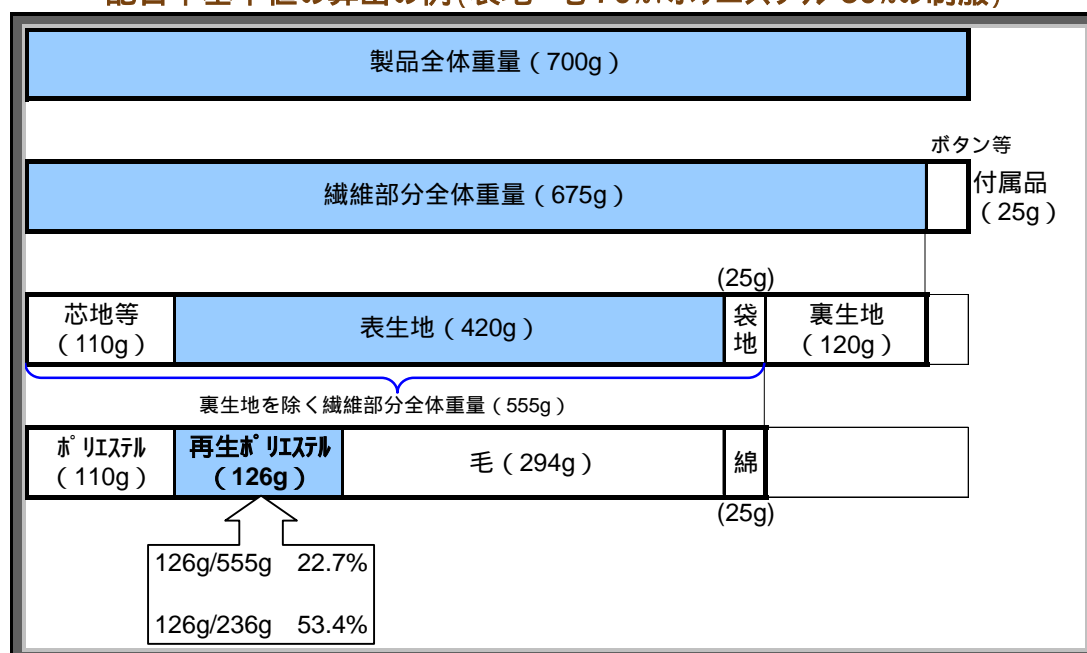 製品全体重量（700g）
ボタン等
繊維部分全体重量（675g）
付属品
（25g）
(25g)
芯地等
（110g）
表生地（420g）
袋
地
裏生地
（120g）
裏生地を除く繊維部分全体重量（555g）
ﾎﾟﾘｴｽﾃﾙ
（110g）
再生ﾎﾟﾘｴｽﾃﾙ
（126g）
毛（294g）
綿
(25g)
126g/555g 22.7%
126g/236g 53.4%